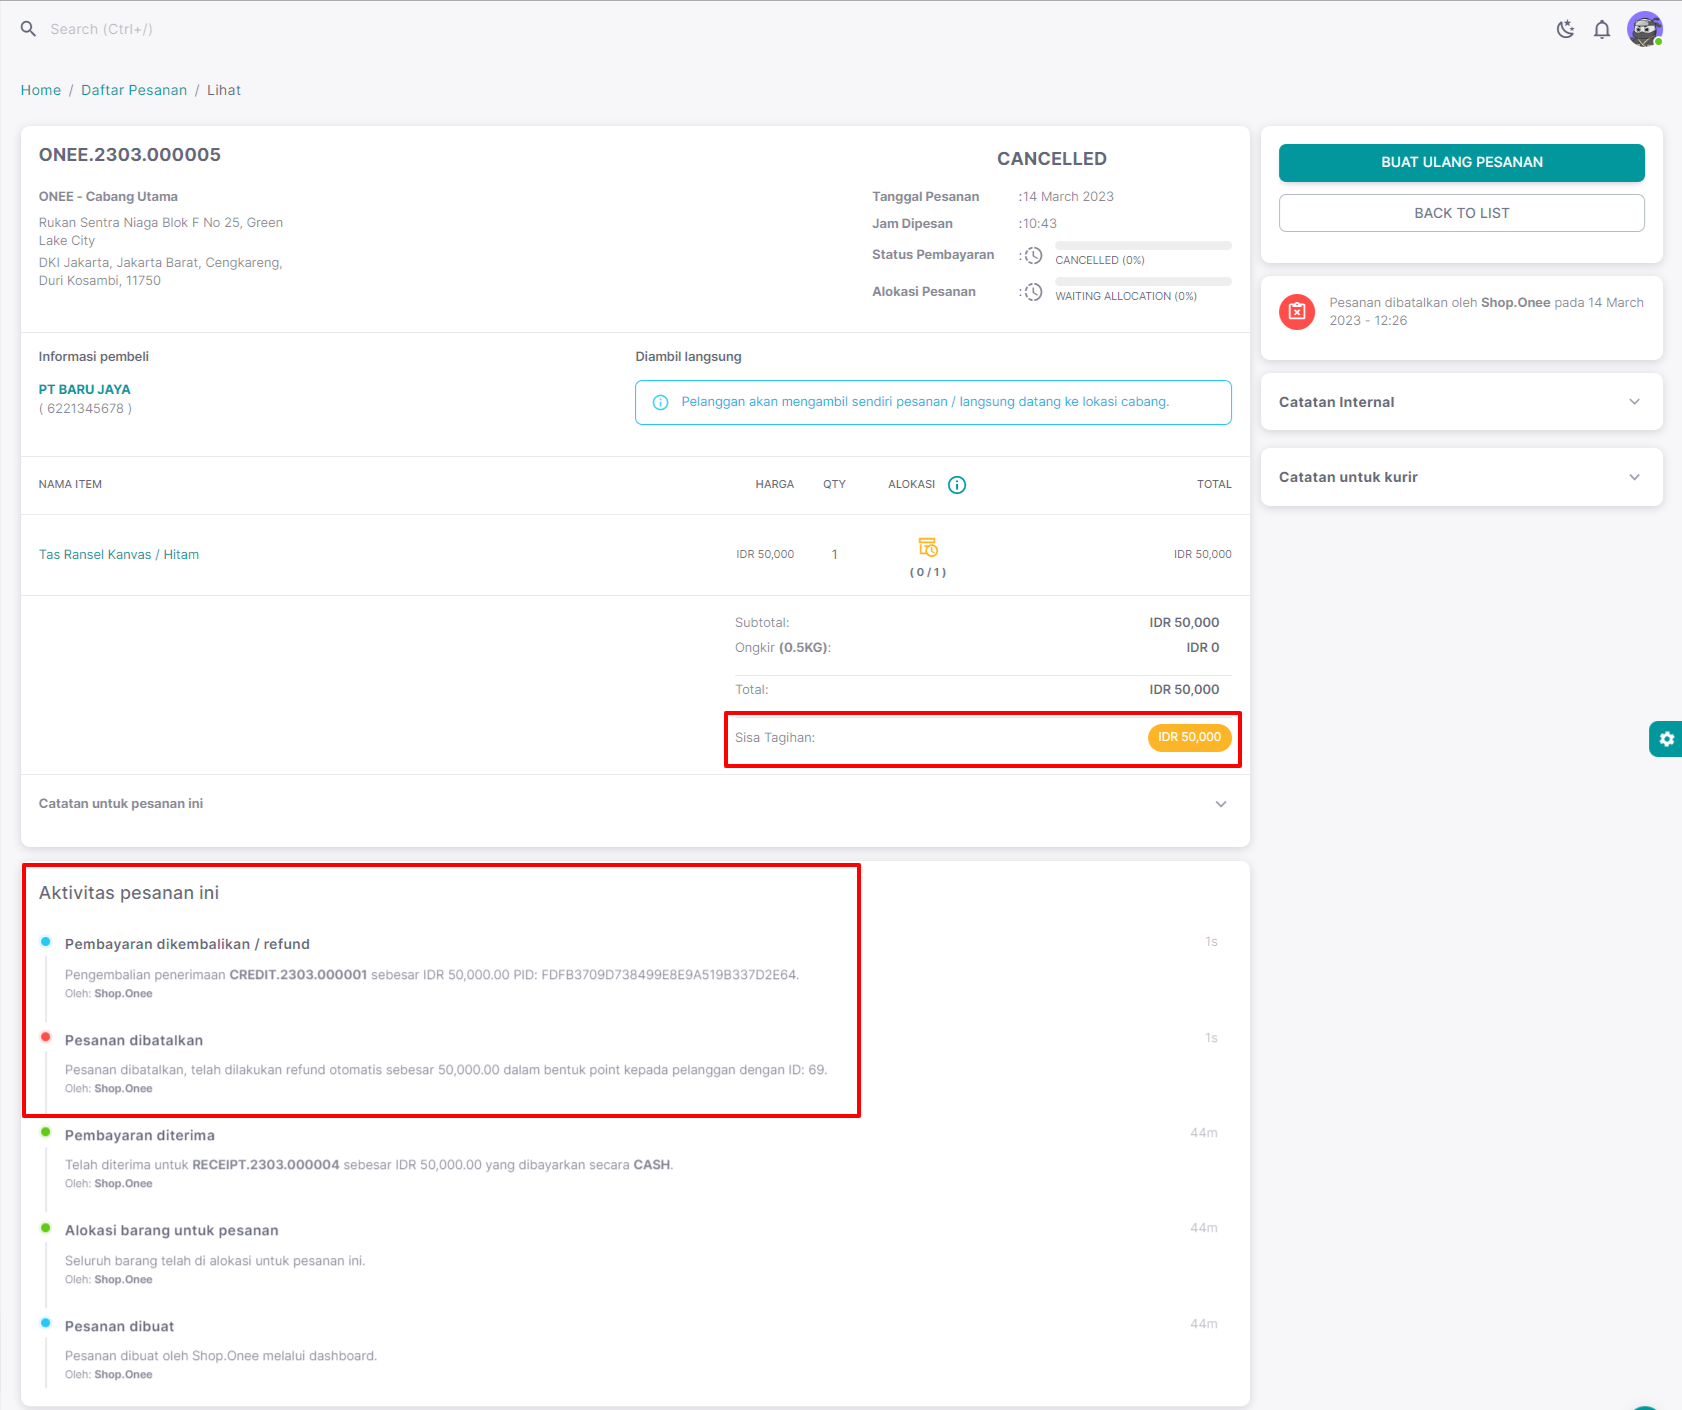 Search (Ctrl+/)
Home / Daftar Pesanan / Lihat
ONEE.2303.000005
ONEE - Cabang Utama
Rukan Sentra Niaga Blok F No 25, Green
Lake City
DKI Jakarta, Jakarta Barat, Cengkareng,
Duri Kosambi, 11750
CANCELLED
Tanggal Pesanan :14 March 2023
Jam Dipesan :10:43
Status Pembayaran : CANCELLED (0%)
Alokasi Pesanan : WAITING ALLOCATION (0%)
Informasi pembeli
PT BARU JAYA
( 6221345678 )
Diambil langsung
Pelanggan akan mengambil sendiri pesanan / langsung datang ke lokasi cabang.
NAMA ITEM HARGA QTY ALOKASI TOTAL
Tas Ransel Kanvas / Hitam IDR 50,000 1 IDR 50,000
( 0 / 1 )
Subtotal: IDR 50,000
Ongkir (0.5KG): IDR 0
Total: IDR 50,000
Sisa Tagihan: IDR 50,000
Catatan untuk pesanan ini
BUAT ULANG PESANAN
BACK TO LIST
Pesanan dibatalkan oleh Shop.Onee pada 14 March
2023 - 12:26
Catatan Internal
Catatan untuk kurir
Aktivitas pesanan ini
Pembayaran dikembalikan / refund 1s
Pengembalian penerimaan CREDIT.2303.000001 sebesar IDR 50,000.00 PID: FDFB3709D738499E8E9A519B337D2E64.
Oleh: Shop.Onee
Pesanan dibatalkan 1s
Pesanan dibatalkan, telah dilakukan refund otomatis sebesar 50,000.00 dalam bentuk point kepada pelanggan dengan ID: 69.
Oleh: Shop.Onee
Pembayaran diterima 44m
Telah diterima untuk RECEIPT.2303.000004 sebesar IDR 50,000.00 yang dibayarkan secara CASH.
Oleh: Shop.Onee
Alokasi barang untuk pesanan 44m
Seluruh barang telah di alokasi untuk pesanan ini.
Oleh: Shop.Onee
Pesanan dibuat 44m
Pesanan dibuat oleh Shop.Onee melalui dashboard.
Oleh: Shop.Onee